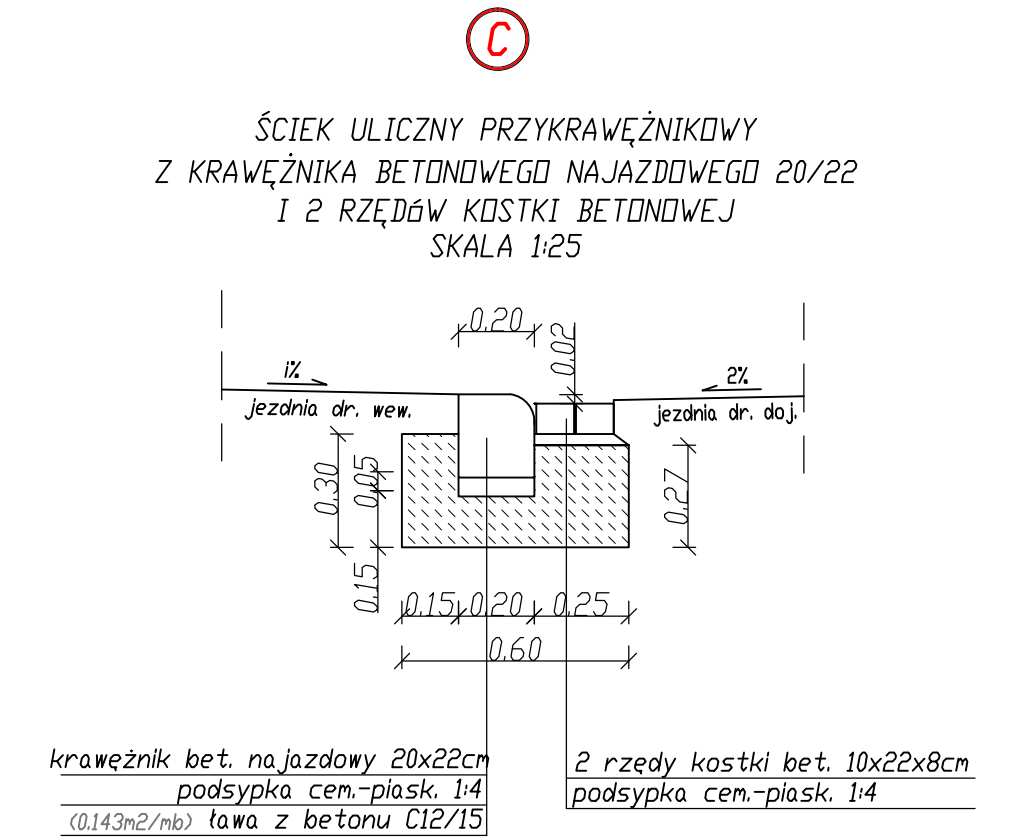 C
ŚCIEK ULICZNY PRZYKRAWĘŻNIKOWY
Z KRAWĘŻNIKA BETONOWEGO NAJAZDOWEGO 20/22
I 2 RZĘDóW KOSTKI BETONOWEJ
SKALA 1:25
0.20
0.02
1%
2%
jezdnia dr. wew.
jezdnia dr. doj.
0.30
0.05
0.27
0.15
0.15 0.20 0.25
0.60
krawężnik bet. najazdowy 20x22cm
podsypka cem.-piask. 1:4
(0.143m2/mb) ława z betonu C12/15
2 rzędy kostki bet. 10x22x8cm
podsypka cem.-piask. 1:4